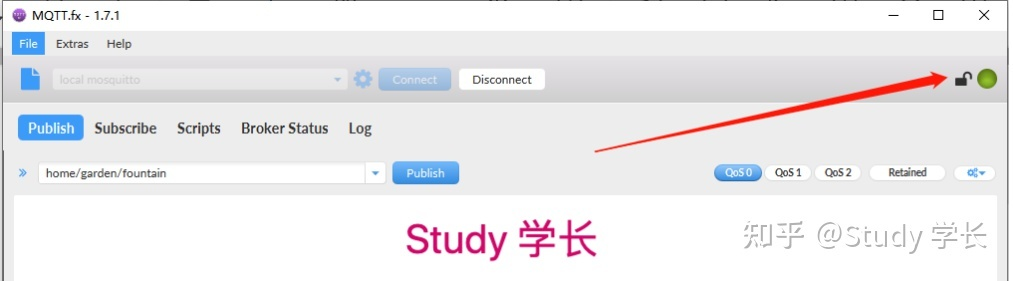 MQTT.fx - 1.7.1
File Extras Help
local mosquitto Connect Disconnect
Publish Subscribe Scripts Broker Status Log
home/garden/fountain Publish QoS 0 QoS 1 QoS 2 Retained
Study 学长
知乎 @Study 学长